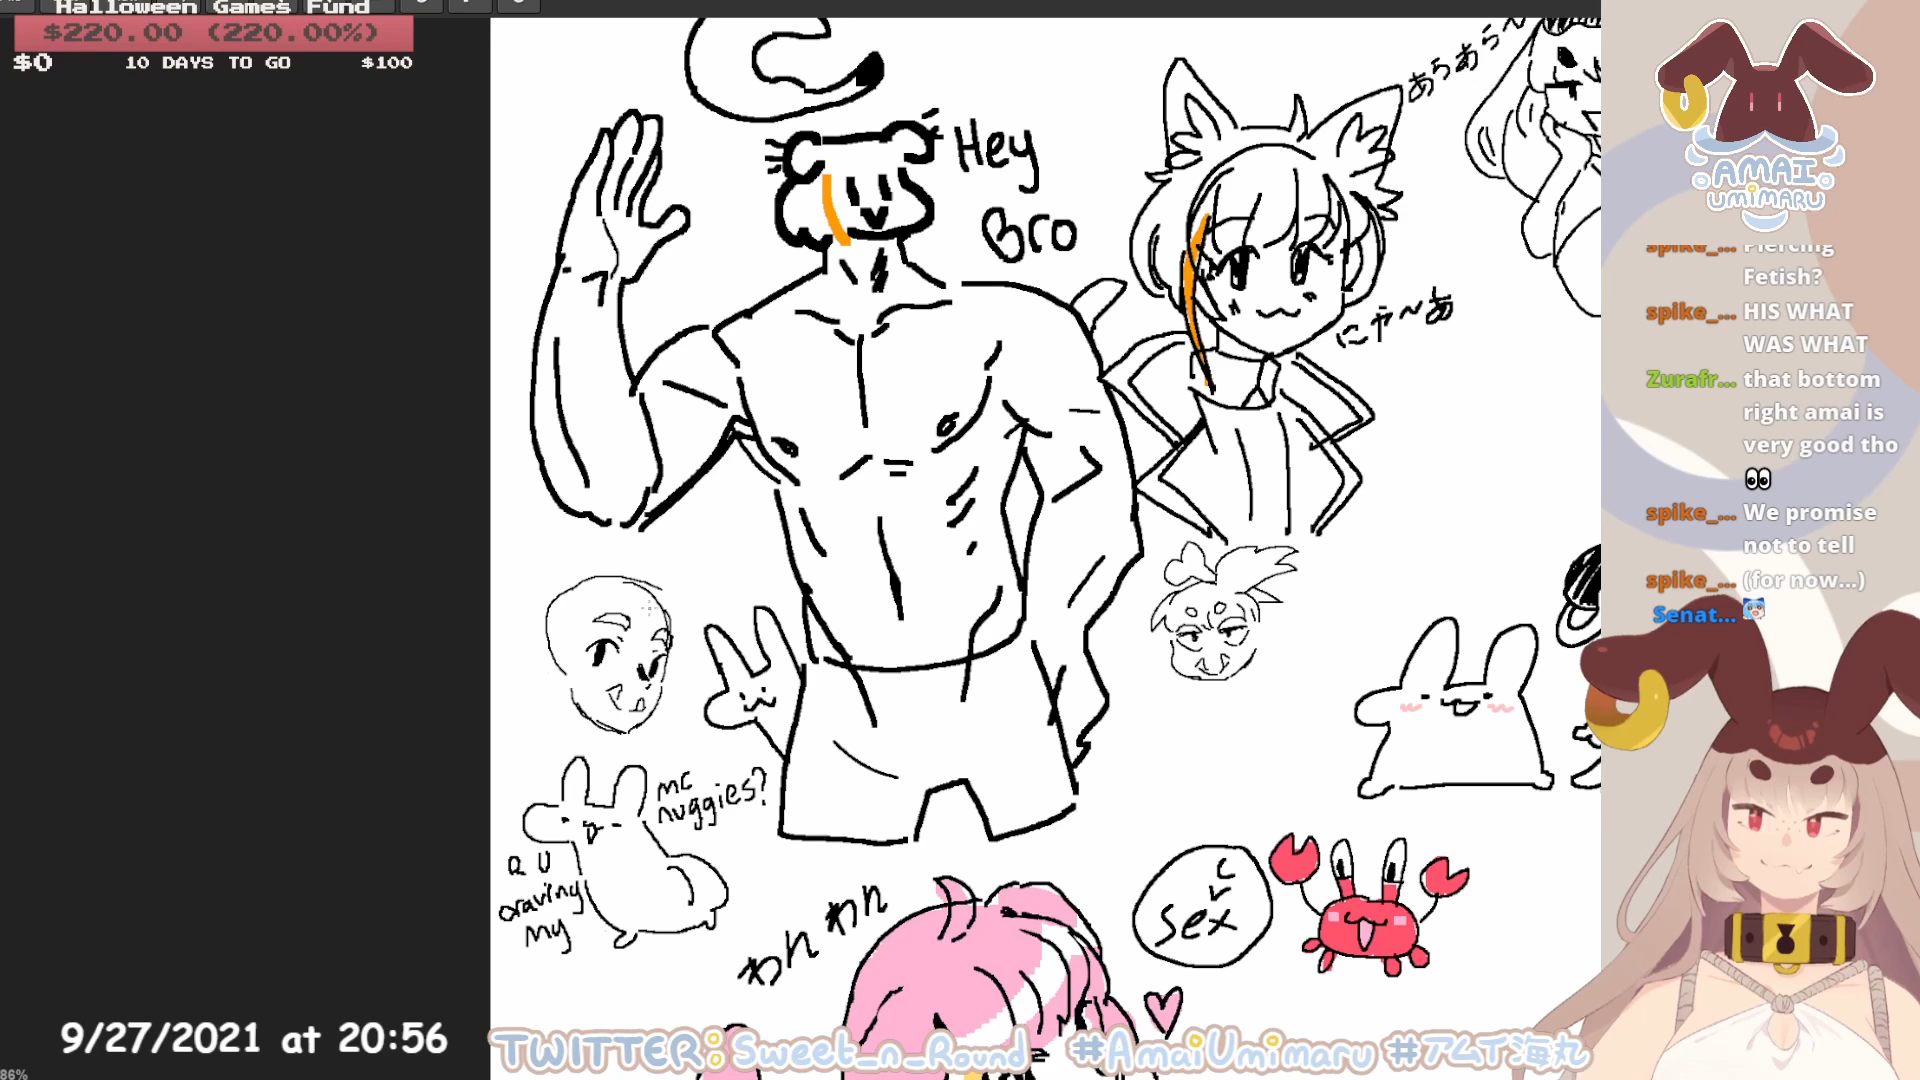 Halloween Games Fund
$220.00 (220.00%)
$0 10 DAYS TO GO $100
Hey
Bro
あらあら~
にゃ~あ
mc
nuggies?
R U
craving
my
わん わん
sex
AMAI
UMIMARU
spike_... Piercing
Fetish?
spike_... HIS WHAT
WAS WHAT
Zurafr... that bottom
right amai is
very good tho
spike_... We promise
not to tell
spike_... (for now...)
Senat...
9/27/2021 at 20:56
TWITTER: Sweet_n_Round #AmaiUmimaru #アムイ海丸
86%